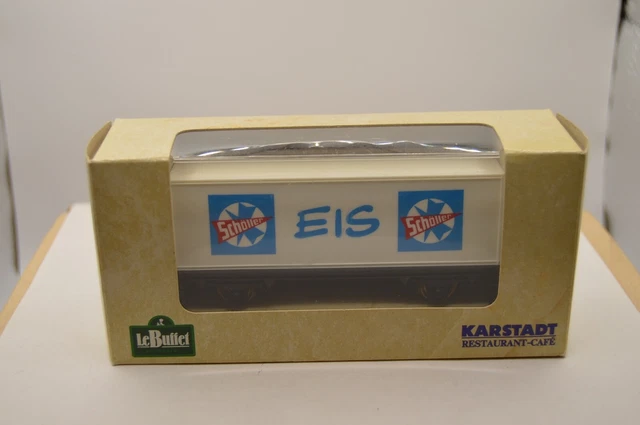 Schöller EIS Schöller
LeBuffet
KARSTADT
RESTAURANT-CAFÉ